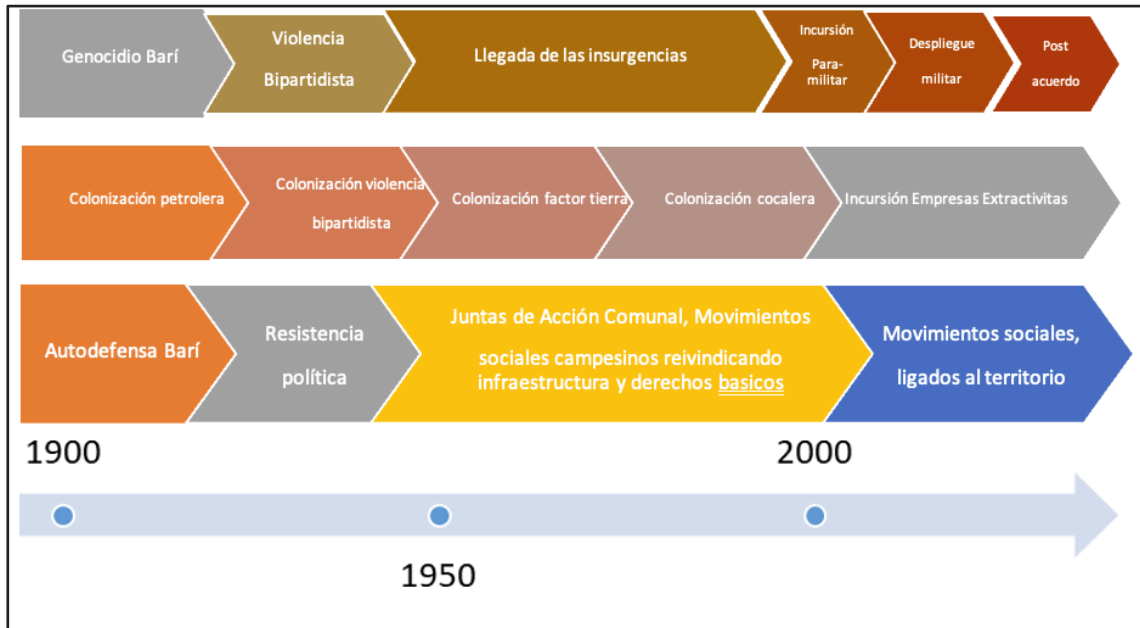 Genocidio Barí
Violencia
Bipartidista
Llegada de las insurgencias
Incursión
Para-
militar
Despliegue
militar
Post
acuerdo
Colonización petrolera
Colonización violencia
bipartidista
Colonización factor tierra
Colonización cocalera
Incursión Empresas Extractivitas
Autodefensa Barí
Resistencia
política
Juntas de Acción Comunal, Movimientos
sociales campesinos reivindicando
infraestructura y derechos basicos
Movimientos sociales,
ligados al territorio
1900
2000
1950